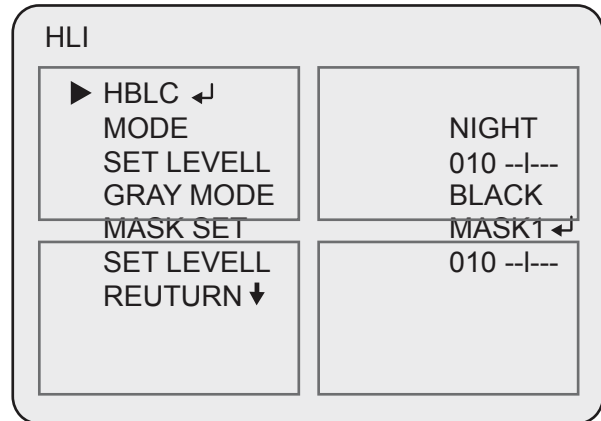 HLI
▶ HBLC ↵
MODE NIGHT
SET LEVELL 010 --I---
GRAY MODE BLACK
MASK SET MASK1 ↵
SET LEVELL 010 --I---
REUTURN ↓